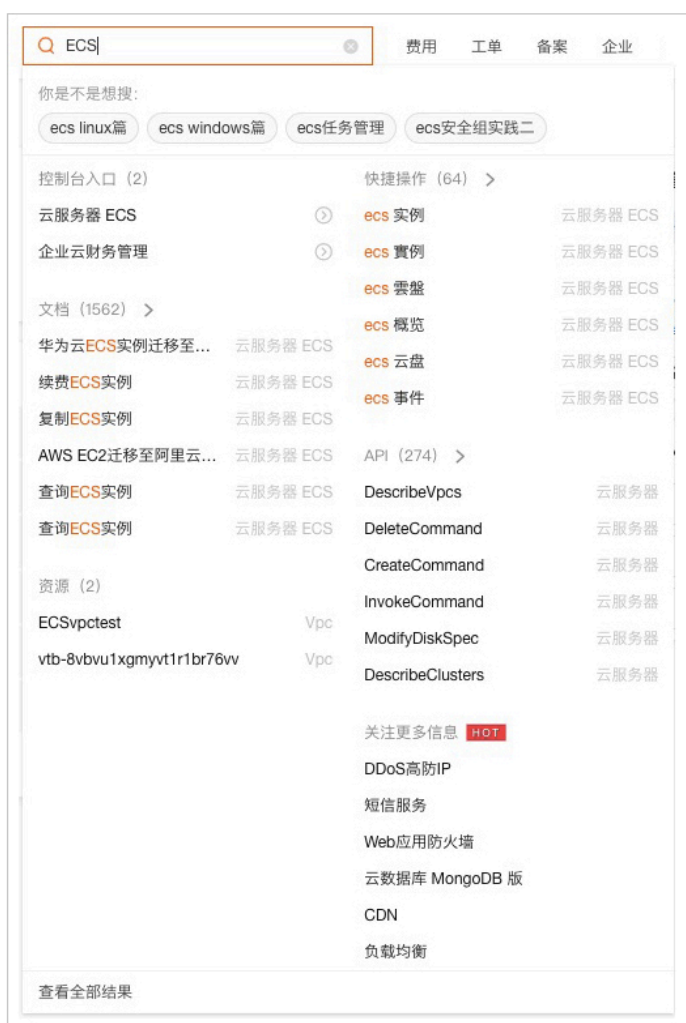 ECS 费用 工单 备案 企业
你是不是想搜:
ecs linux篇 ecs windows篇 ecs任务管理 ecs安全组实践二
控制台入口 (2)
云服务器 ECS
企业云财务管理
文档 (1562)
华为云ECS实例迁移至... 云服务器 ECS
续费ECS实例 云服务器 ECS
复制ECS实例 云服务器 ECS
AWS EC2迁移至阿里云... 云服务器 ECS
查询ECS实例 云服务器 ECS
查询ECS实例 云服务器 ECS
资源 (2)
ECSvpctest Vpc
vtb-8vbvu1xgmyvt1r1br76vv Vpc
快捷操作 (64)
ecs 实例 云服务器 ECS
ecs 實例 云服务器 ECS
ecs 雲盤 云服务器 ECS
ecs 概览 云服务器 ECS
ecs 云盘 云服务器 ECS
ecs 事件 云服务器 ECS
API (274)
DescribeVpcs 云服务器
DeleteCommand 云服务器
CreateCommand 云服务器
InvokeCommand 云服务器
ModifyDiskSpec 云服务器
DescribeClusters 云服务器
关注更多信息 HOT
DDoS高防IP
短信服务
Web应用防火墙
云数据库 MongoDB 版
CDN
负载均衡
查看全部结果